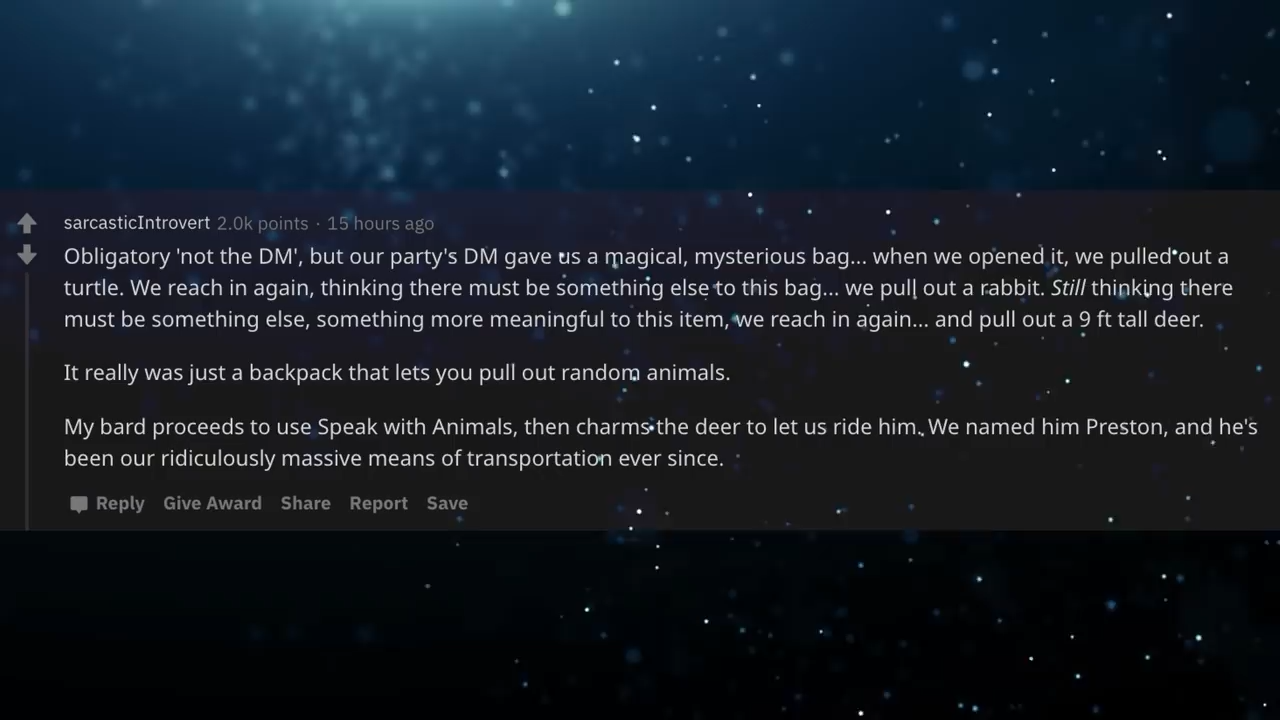 sarcasticIntrovert 2.0k points · 15 hours ago
Obligatory 'not the DM', but our party's DM gave us a magical, mysterious bag... when we opened it, we pulled out a
turtle. We reach in again, thinking there must be something else to this bag... we pull out a rabbit. Still thinking there
must be something else, something more meaningful to this item, we reach in again... and pull out a 9 ft tall deer.
It really was just a backpack that lets you pull out random animals.
My bard proceeds to use Speak with Animals, then charms the deer to let us ride him. We named him Preston, and he's
been our ridiculously massive means of transportation ever since.
Reply Give Award Share Report Save